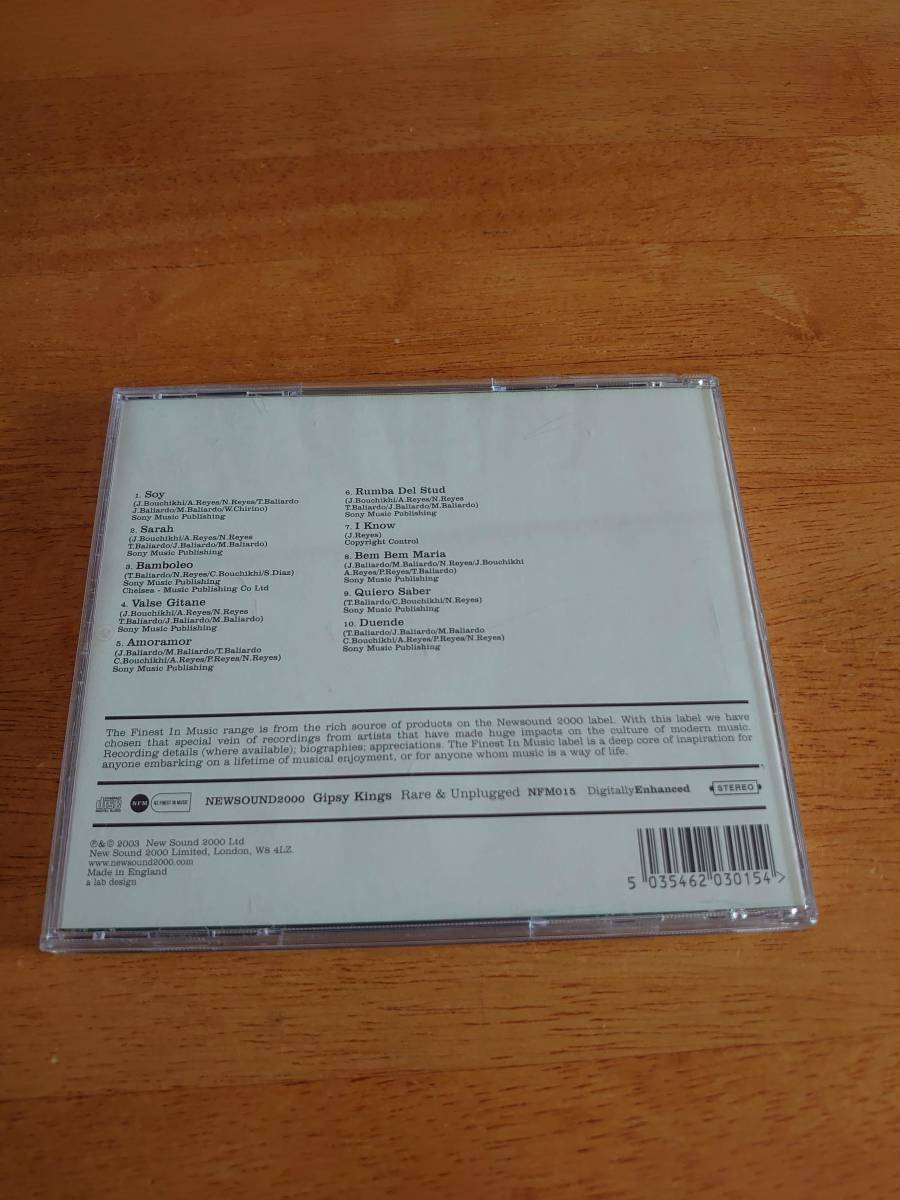 1. Soy
(J.Bouchikhi/A.Reyes/N.Reyes/T.Baliardo
J.Baliardo/M.Baliardo/W.Chirino)
Sony Music Publishing
2. Sarah
(J.Bouchikhi/A.Reyes/N.Reyes
T.Baliardo/J.Baliardo/M.Baliardo)
Sony Music Publishing
3. Bamboleo
(T.Baliardo/N.Reyes/C.Bouchikhi/S.Diaz)
Sony Music Publishing
Chelsea - Music Publishing Co Ltd
4. Valse Gitane
(J.Bouchikhi/A.Reyes/N.Reyes
T.Baliardo/J.Baliardo/M.Baliardo)
Sony Music Publishing
5. Amoramor
(J.Baliardo/M.Baliardo/T.Baliardo
C.Bouchikhi/A.Reyes/P.Reyes/N.Reyes)
Sony Music Publishing
6. Rumba Del Stud
(J.Bouchikhi/A.Reyes/N.Reyes
T.Baliardo/J.Baliardo/M.Baliardo)
Sony Music Publishing
7. I Know
(J.Reyes)
Copyright Control
8. Bem Bem Maria
(J.Baliardo/M.Baliardo/N.Reyes/J.Bouchikhi
A.Reyes/P.Reyes/T.Baliardo)
Sony Music Publishing
9. Quiero Saber
(T.Baliardo/C.Bouchikhi/N.Reyes)
Sony Music Publishing
10. Duende
(T.Baliardo/J.Baliardo/M.Baliardo
C.Bouchikhi/A.Reyes/P.Reyes/N.Reyes)
Sony Music Publishing
The Finest In Music range is from the rich source of products on the Newsound 2000 label. With this label we have
chosen that special vein of recordings from artists that have made huge impacts on the culture of modern music.
Recording details (where available); biographies; appreciations. The Finest In Music label is a deep core of inspiration for
anyone embarking on a lifetime of musical enjoyment, or for anyone whom music is a way of life.
NFM NEWSOUND2000 Gipsy Kings Rare & Unplugged NFM015 DigitallyEnhanced STEREO
℗&© 2003 New Sound 2000 Ltd
New Sound 2000 Limited, London, W8 4LZ.
www.newsound2000.com
Made in England
a lab design
5 035462 030154 >